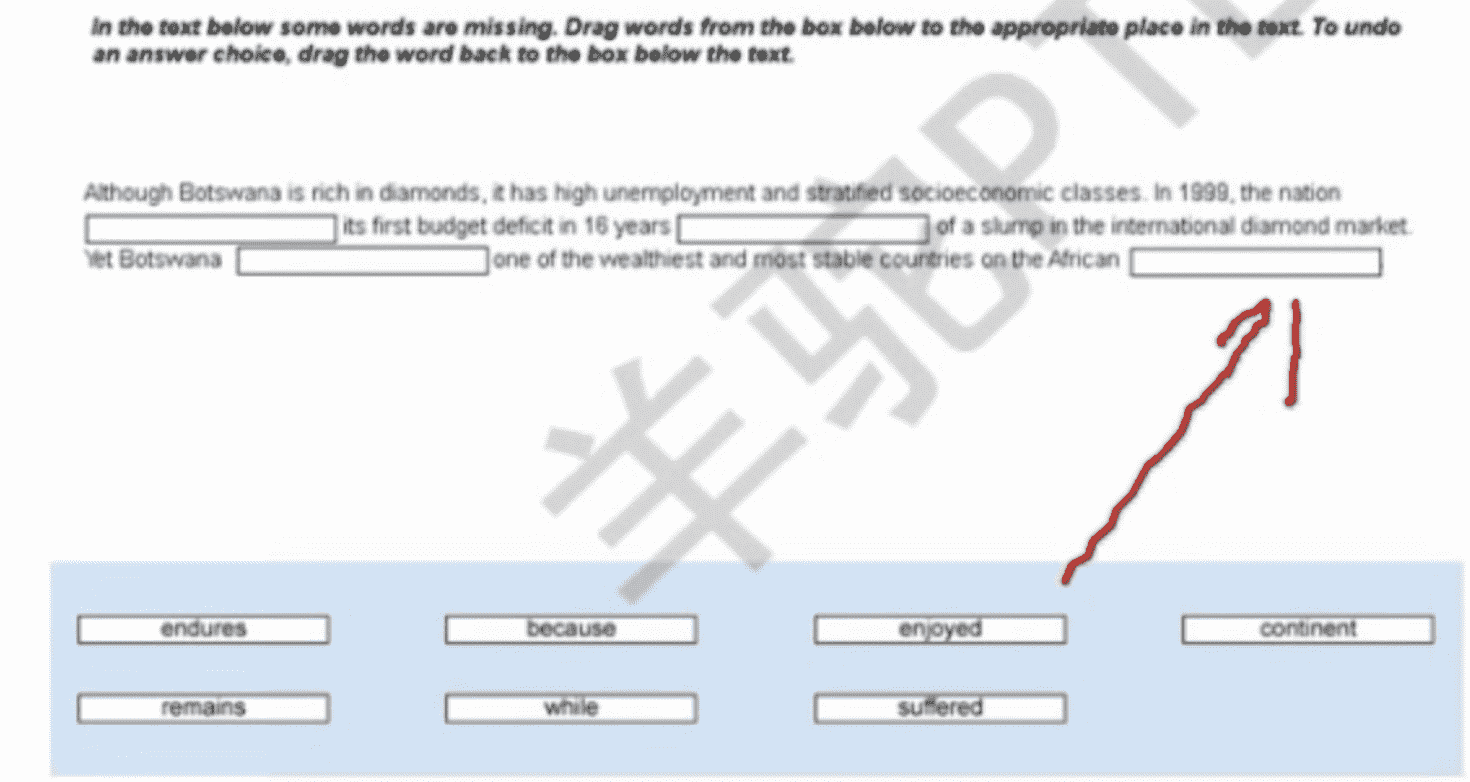 In the text below some words are missing. Drag words from the box below to the appropriate place in the text. To undo
an answer choice, drag the word back to the box below the text.
Although Botswana is rich in diamonds, it has high unemployment and stratified socioeconomic classes. In 1999, the nation
its first budget deficit in 16 years of a slump in the international diamond market.
Yet Botswana one of the wealthiest and most stable countries on the African
羊驼PTE
endures because enjoyed continent
remains while suffered